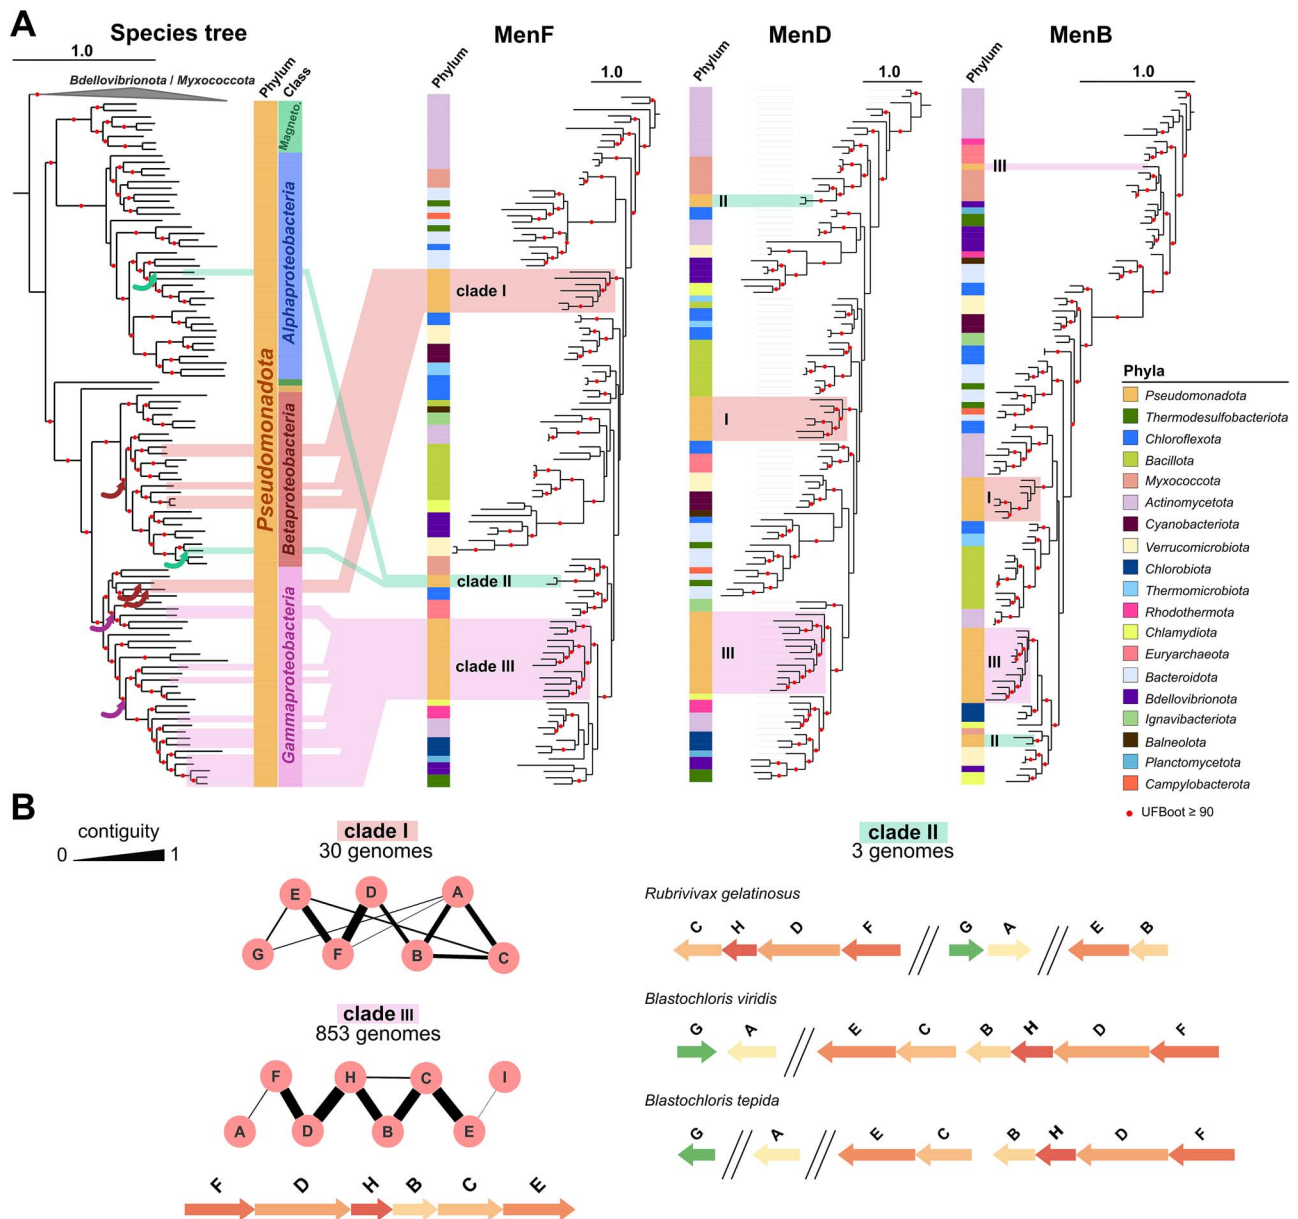 A
Species tree
MenF
MenD
MenB
1.0
Bdellovibrionota / Myxococcota
Phylum
Class
Phylum
1.0
Phylum
1.0
Phylum
1.0
Magneto.
Alphaproteobacteria
Pseudomonadota
Betaproteobacteria
Gammaproteobacteria
clade I
clade II
clade III
II
I
III
III
I
III
II
Phyla
Pseudomonadota
Thermodesulfobacteriota
Chloroflexota
Bacillota
Myxococcota
Actinomycetota
Cyanobacteriota
Verrucomicrobiota
Chlorobiota
Thermomicrobiota
Rhodothermota
Chlamydiota
Euryarchaeota
Bacteroidota
Bdellovibrionota
Ignavibacteriota
Balneolota
Planctomycetota
Campylobacterota
UFBoot ≥ 90
B
contiguity
0 1
clade I
30 genomes
E D A
G F B C
clade III
853 genomes
F H C I
A D B E
F D H B C E
clade II
3 genomes
Rubrivivax gelatinosus
C H D F G A E B
Blastochloris viridis
G A E C B H D F
Blastochloris tepida
G A E C B H D F